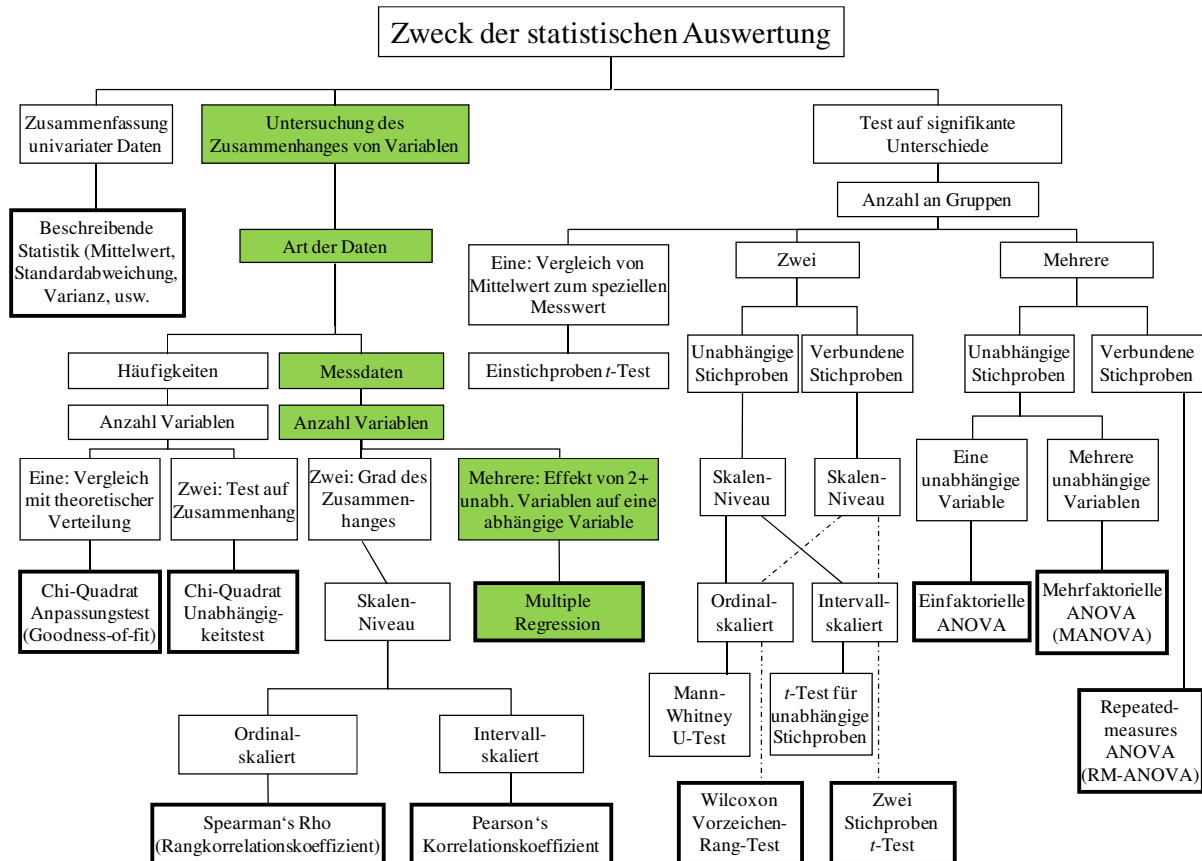 Zweck der statistischen Auswertung
Zusammenfassung
univariater Daten
Untersuchung des
Zusammenhanges von Variablen
Test auf signifikante
Unterschiede
Anzahl an Gruppen
Beschreibende
Statistik (Mittelwert,
Standardabweichung,
Varianz, usw.
Art der Daten
Eine: Vergleich von
Mittelwert zum speziellen
Messwert
Zwei
Mehrere
Häufigkeiten
Messdaten
Einstichproben t-Test
Unabhängige
Stichproben
Verbundene
Stichproben
Unabhängige
Stichproben
Verbundene
Stichproben
Anzahl Variablen
Anzahl Variablen
Eine: Vergleich
mit theoretischer
Verteilung
Zwei: Test auf
Zusammenhang
Zwei: Grad des
Zusammen-
hanges
Mehrere: Effekt von 2+
unabh. Variablen auf eine
abhängige Variable
Skalen-
Niveau
Skalen-
Niveau
Eine
unabhängige
Variable
Mehrere
unabhängige
Variablen
Chi-Quadrat
Anpassungstest
(Goodness-of-fit)
Chi-Quadrat
Unabhängig-
keitstest
Skalen-
Niveau
Multiple
Regression
Ordinal-
skaliert
Intervall-
skaliert
Einfaktorielle
ANOVA
Mehrfaktorielle
ANOVA
(MANOVA)
Ordinal-
skaliert
Intervall-
skaliert
Mann-
Whitney
U-Test
t-Test für
unabhängige
Stichproben
Repeated-
measures
ANOVA
(RM-ANOVA)
Spearman‘s Rho
(Rangkorrelationskoeffizient)
Pearson‘s
Korrelationskoeffizient
Wilcoxon
Vorzeichen-
Rang-Test
Zwei
Stichproben
t-Test